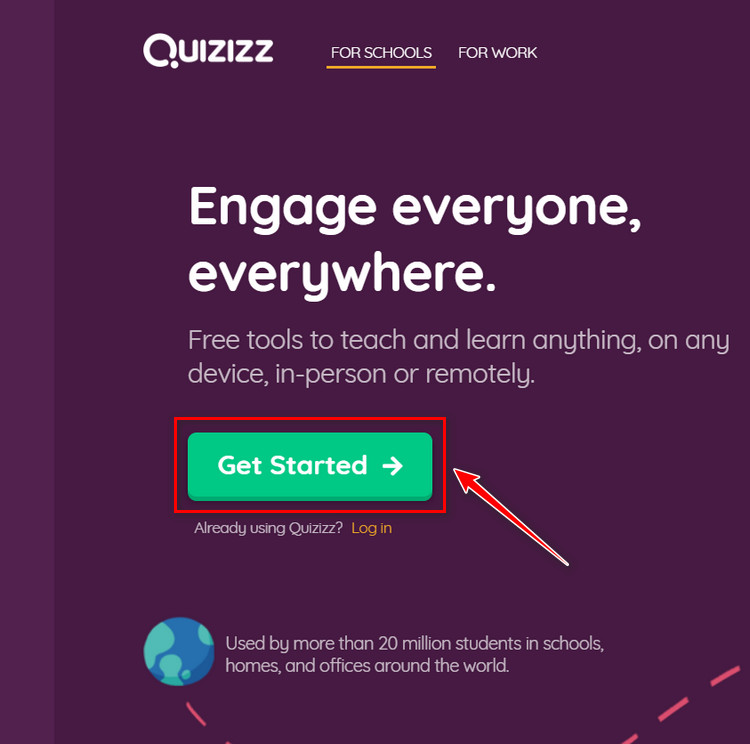 Quizizz
FOR SCHOOLS FOR WORK
Engage everyone,
everywhere.
Free tools to teach and learn anything, on any
device, in-person or remotely.
Get Started →
Already using Quizizz? Log in
Used by more than 20 million students in schools,
homes, and offices around the world.